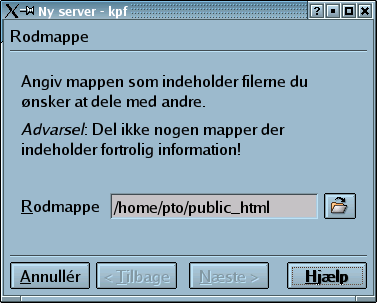 Ny server - kpf
Rodmappe
Angiv mappen som indeholder filerne du
ønsker at dele med andre.
Advarsel: Del ikke nogen mapper der
indeholder fortrolig information!
Rodmappe /home/pto/public_html
Annullér < Tilbage Næste > Hjælp